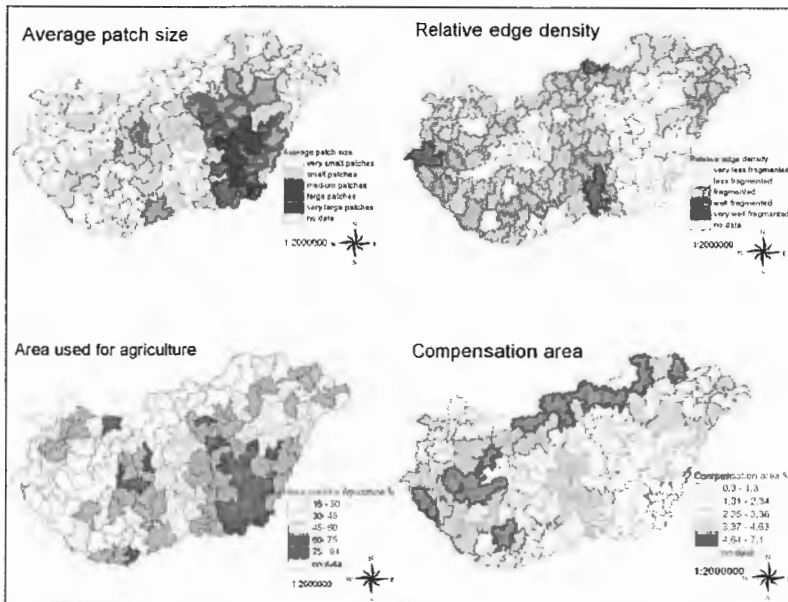 Average patch size
Average patch size
very small patches
small patches
medium patches
large patches
very large patches
no data
1:2000000
N
S
Relative edge density
Relative edge density
very less fragmented
less fragmented
fragmented
well fragmented
very well fragmented
no data
1:2000000
N
W
E
S
Area used for agriculture
agriculture %
30 - 45
45 - 60
60 - 75
no data
1:2000000
N
W
E
S
Compensation area
Compensation area %
0,3 - 1,3
1,31 - 2,34
2,35 - 3,36
3,37 - 4,63
4,64 - 7,1
no data
1:2000000
N
W
E
S